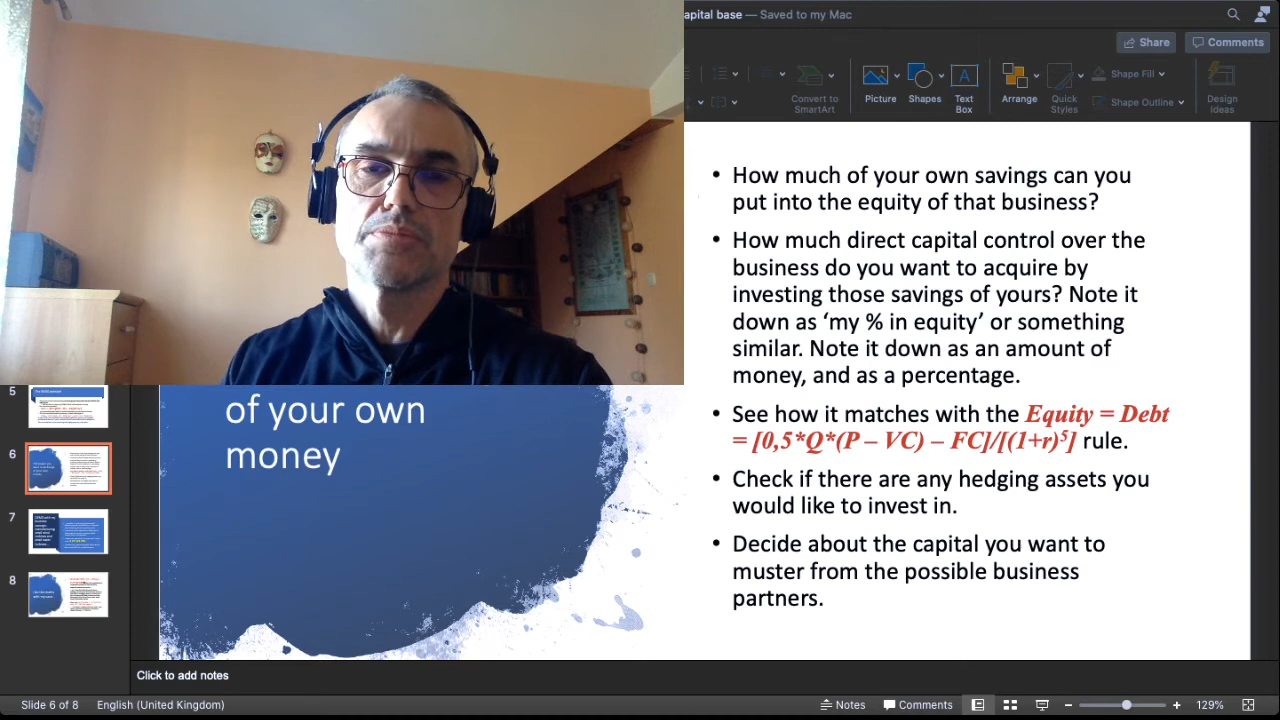 apital base — Saved to my Mac
Share
Comments
Convert to
SmartArt
Picture
Shapes
Text
Box
Arrange
Quick
Styles
Shape Fill
Shape Outline
Design
Ideas
• How much of your own savings can you
put into the equity of that business?
• How much direct capital control over the
business do you want to acquire by
investing those savings of yours? Note it
down as ‘my % in equity’ or something
similar. Note it down as an amount of
money, and as a percentage.
• See how it matches with the Equity = Debt
= [0,5*Q*(P – VC) – FC]/[(1+r)⁵] rule.
• Check if there are any hedging assets you
would like to invest in.
• Decide about the capital you want to
muster from the possible business
partners.
of your own
money
5
6
7
8
Click to add notes
Slide 6 of 8
English (United Kingdom)
Notes
Comments
129%